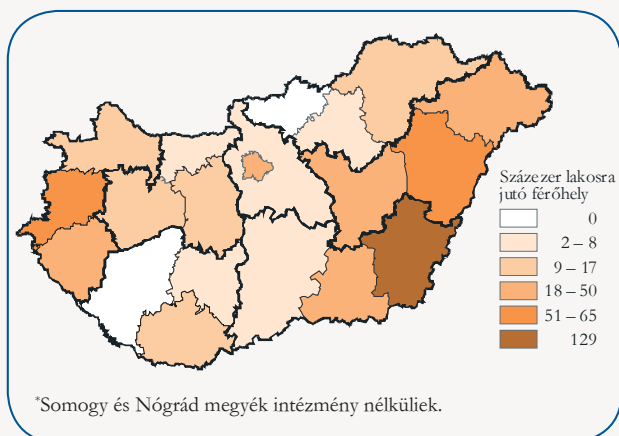 Százezer lakosra
jutó férőhely
0
2 – 8
9 – 17
18 – 50
51 – 65
129
*Somogy és Nógrád megyék intézmény nélküliek.